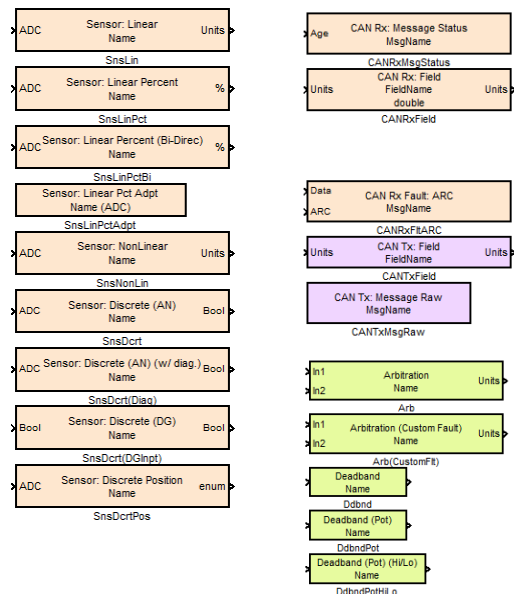 ADC
Sensor: Linear
Name
Units
SnsLin
ADC
Sensor: Linear Percent
Name
%
SnsLinPct
ADC
Sensor: Linear Percent (Bi-Direc)
Name
%
SnsLinPctBi
Sensor: Linear Pct Adpt
Name (ADC)
SnsLinPctAdpt
ADC
Sensor: NonLinear
Name
Units
SnsNonLin
ADC
Sensor: Discrete (AN)
Name
Bool
SnsDcrt
ADC
Sensor: Discrete (AN) (w/ diag.)
Name
Bool
SnsDcrt(Diag)
Bool
Sensor: Discrete (DG)
Name
Bool
SnsDcrt(DGInpt)
ADC
Sensor: Discrete Position
Name
enum
SnsDcrtPos
Age
CAN Rx: Message Status
MsgName
CANRxMsgStatus
Units
CAN Rx: Field
FieldName
double
Units
CANRxField
Data
ARC
CAN Rx Fault: ARC
MsgName
CANRxFltARC
Units
CAN Tx: Field
FieldName
Units
CANTxField
CAN Tx: Message Raw
MsgName
CANTxMsgRaw
In1
In2
Arbitration
Name
Units
Arb
In1
In2
Arbitration (Custom Fault)
Name
Units
Arb(CustomFlt)
Deadband
Name
Ddbnd
Deadband (Pot)
Name
DdbndPot
Deadband (Pot) (Hi/Lo)
Name
DdbndPotHiLo